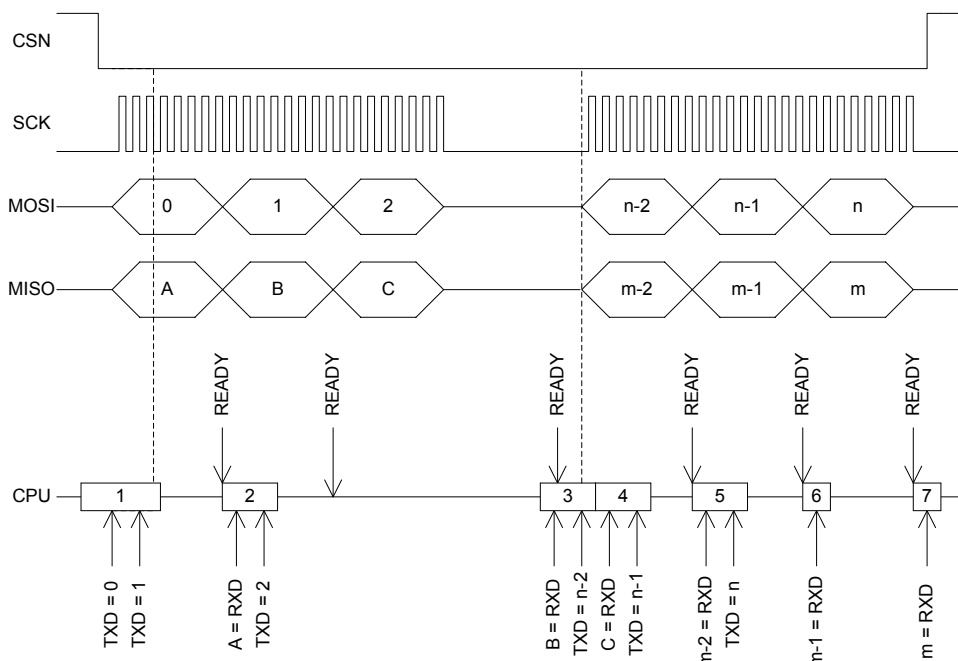 CSN
SCK
MOSI 0 1 2 n-2 n-1 n
MISO A B C m-2 m-1 m
READY READY READY READY READY READY
CPU 1 2 3 4 5 6 7
TXD = 0
TXD = 1
A = RXD
TXD = 2
B = RXD
TXD = n-2
C = RXD
TXD = n-1
m-2 = RXD
TXD = n
m-1 = RXD
m = RXD